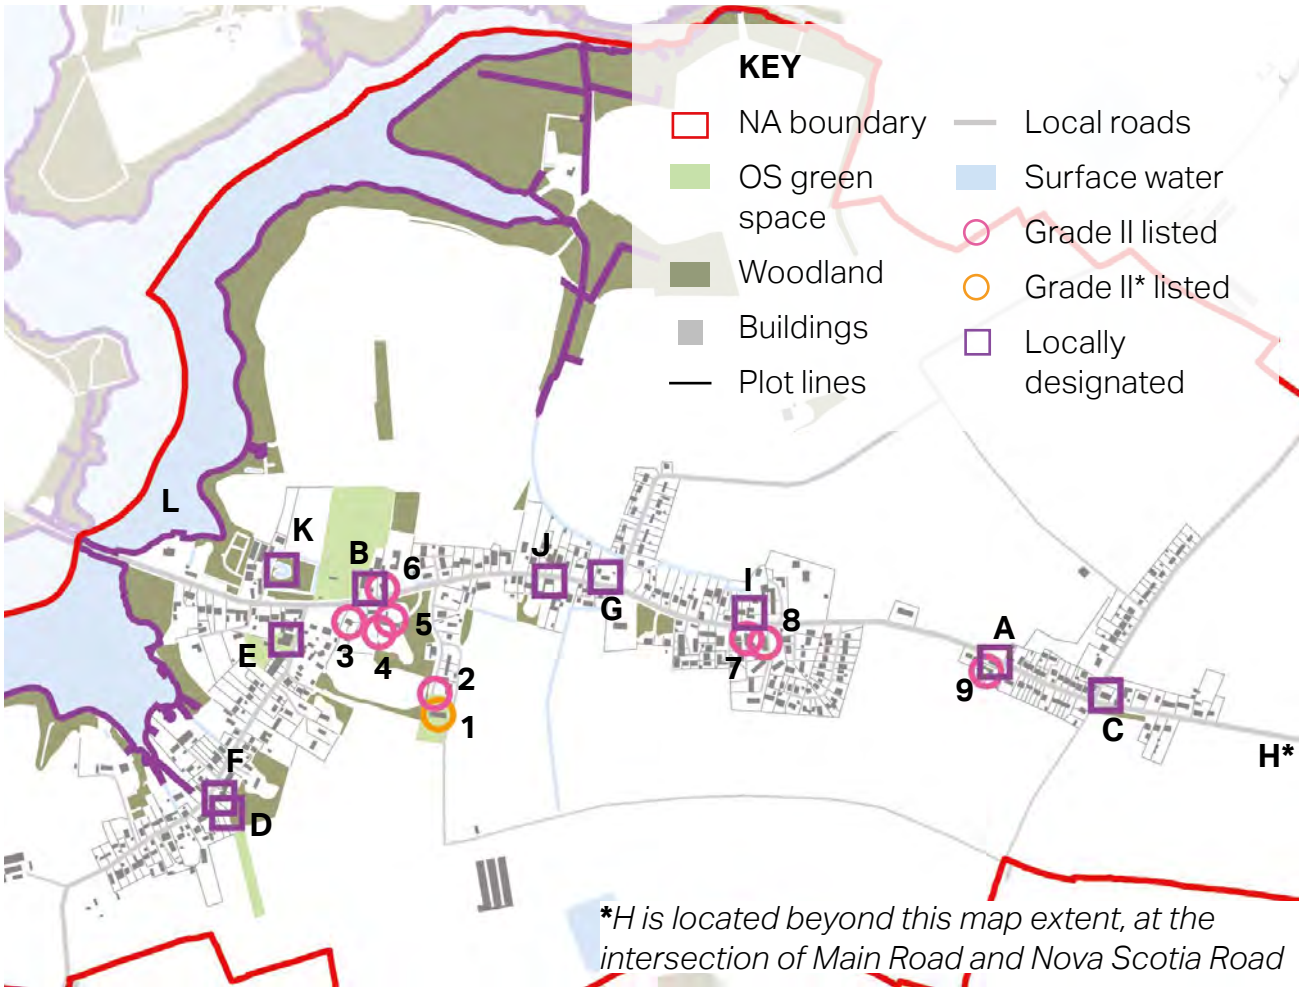 KEY
NA boundary
OS green
space
Woodland
Buildings
Plot lines
Local roads
Surface water
Grade II listed
Grade II* listed
Locally
designated
L
K
B
6
J
G
I
8
7
A
9
C
H*
E
3
4
5
2
1
F
D
*H is located beyond this map extent, at the
intersection of Main Road and Nova Scotia Road